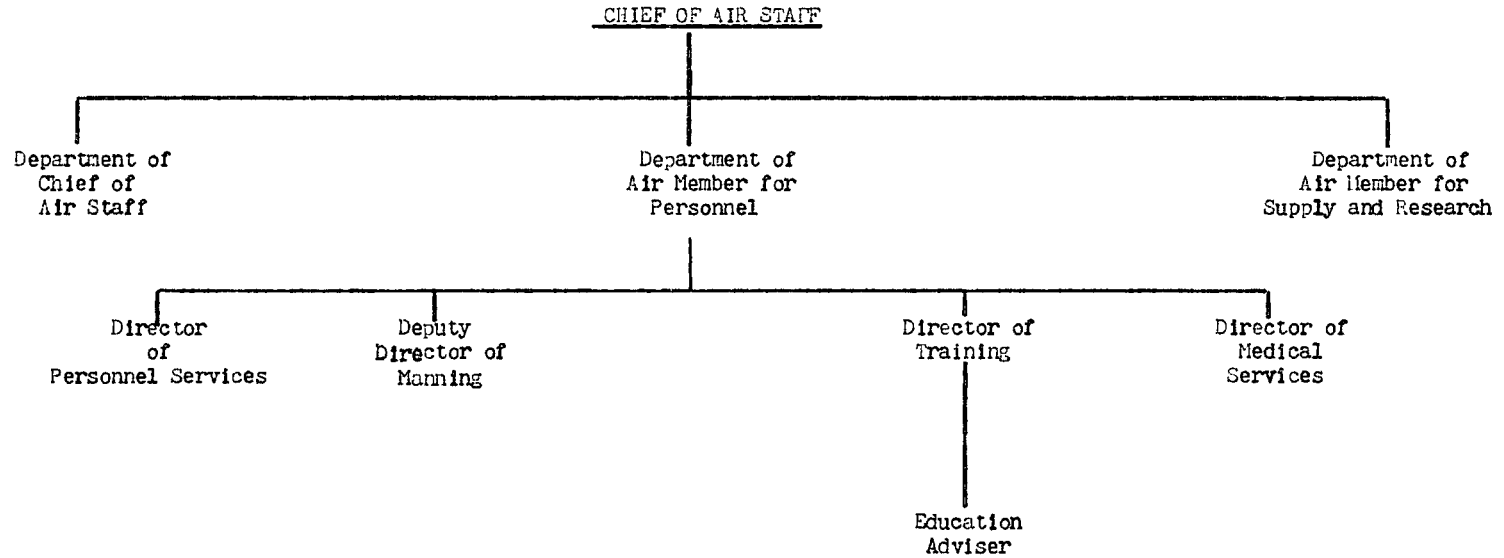 CHIEF OF AIR STAFF
Department of
Chief of
Air Staff
Department of
Air Member for
Personnel
Department of
Air Member for
Supply and Research
Director
of
Personnel Services
Deputy
Director of
Manning
Director of
Training
Director of
Medical
Services
Education
Adviser